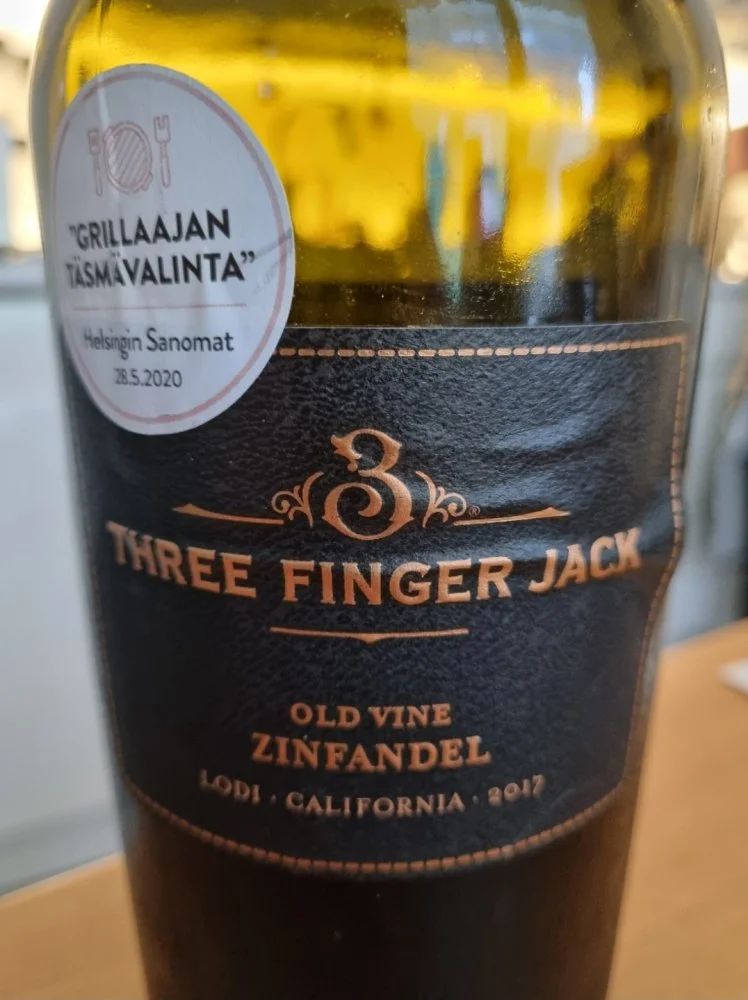 "GRILLAAJAN
TÄSMÄVALINTA"
Helsingin Sanomat
28.5.2020
3®
THREE FINGER JACK
OLD VINE
ZINFANDEL
LODI · CALIFORNIA · 2017